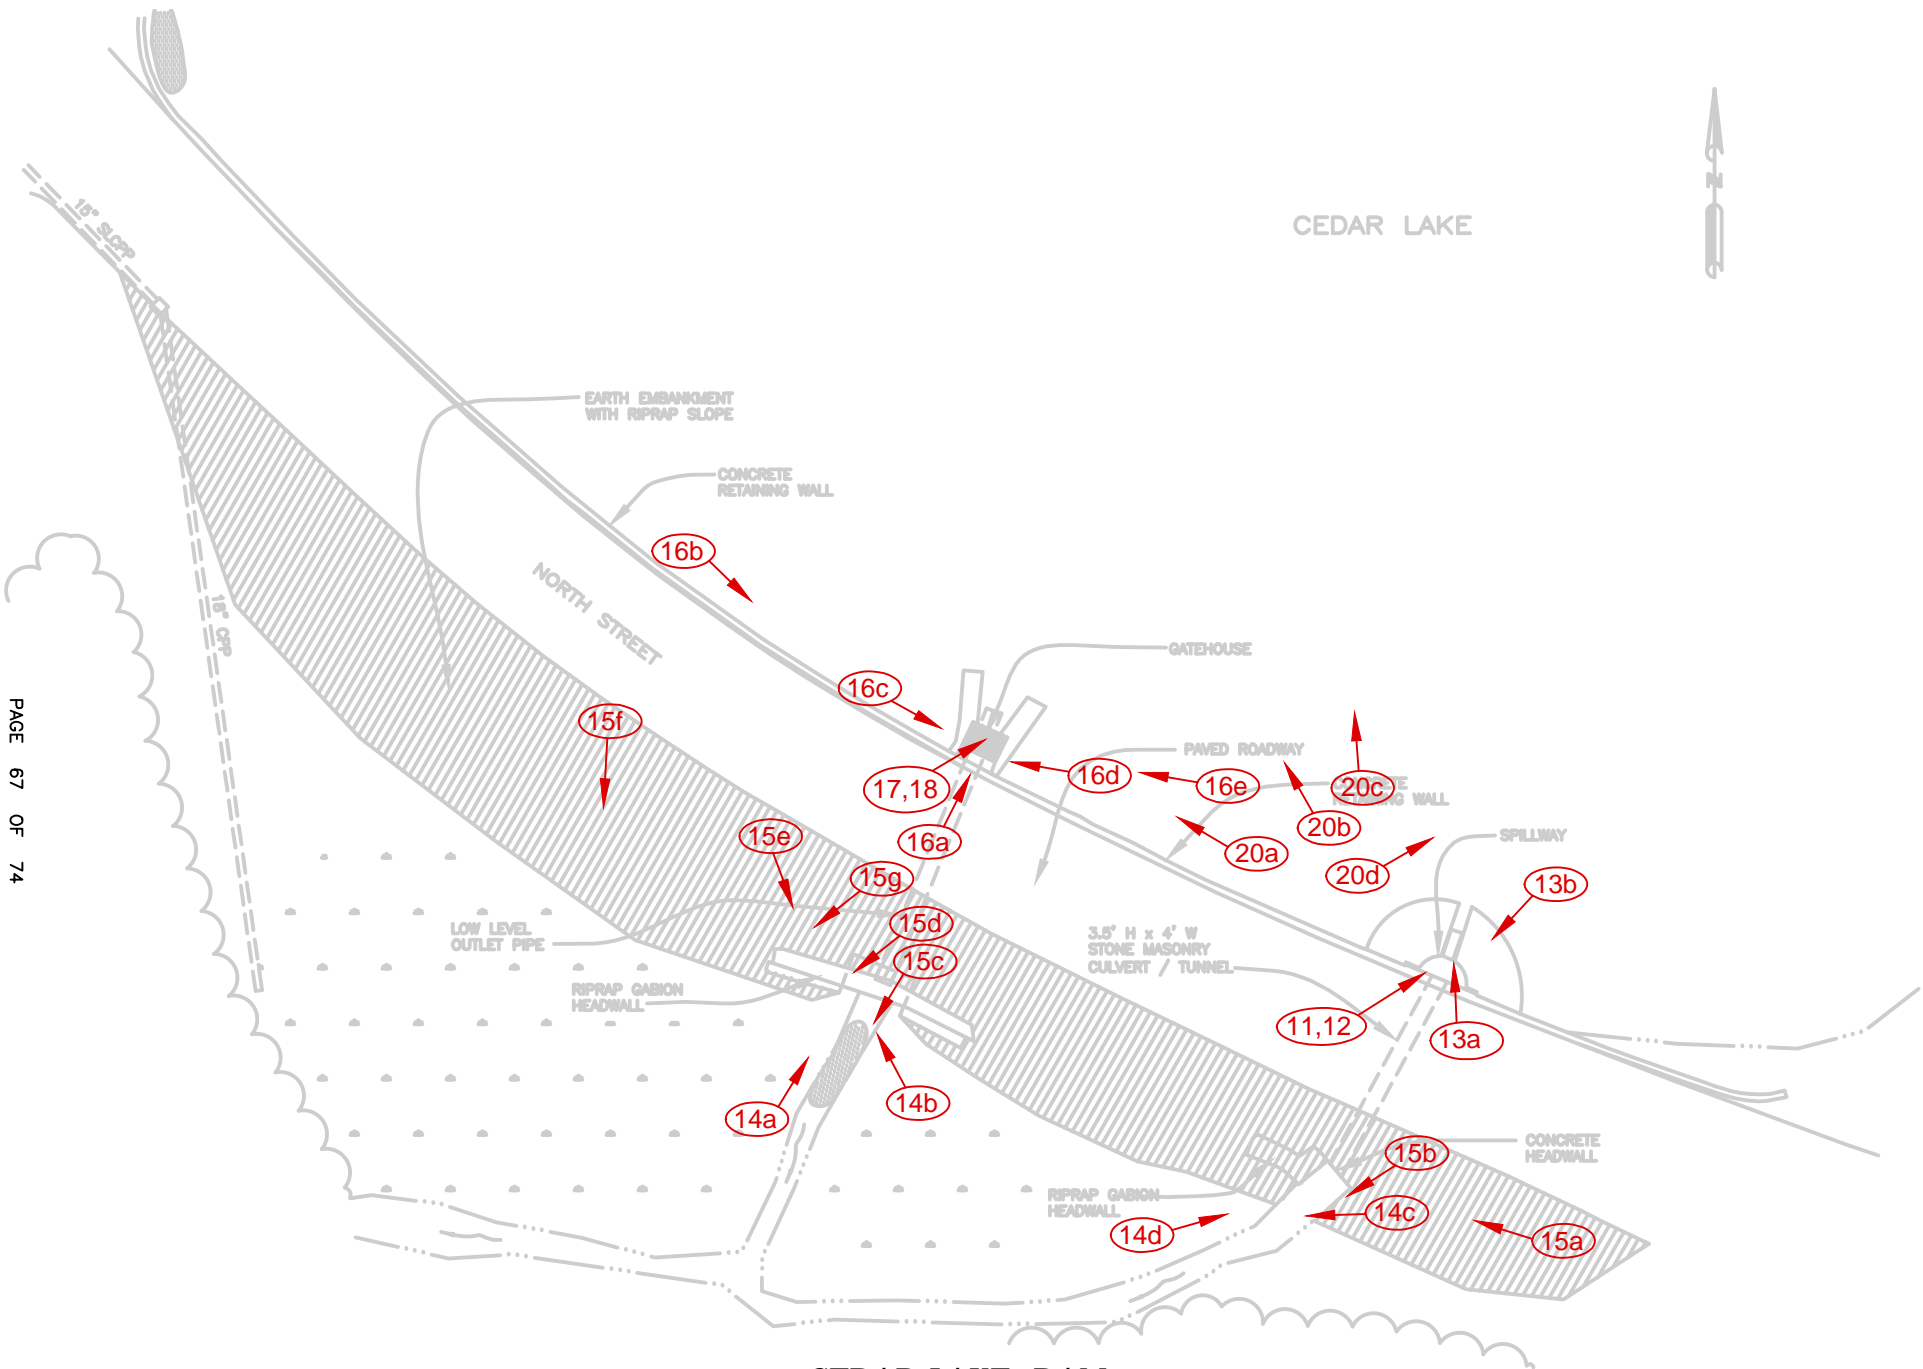 CEDAR LAKE
N
15" SLCPP
EARTH EMBANKMENT
WITH RIPRAP SLOPE
CONCRETE
RETAINING WALL
16b
NORTH STREET
18" CPP
GATEHOUSE
16c
15f
PAVED ROADWAY
16d
16e
20c
CONCRETE
RETAINING WALL
17,18
20b
16a
20a
SPILLWAY
15e
20d
13b
15g
15d
LOW LEVEL
OUTLET PIPE
3.5' H x 4' W
STONE MASONRY
CULVERT / TUNNEL
15c
RIPRAP GABION
HEADWALL
11,12
13a
14a
14b
CONCRETE
HEADWALL
15b
RIPRAP GABION
HEADWALL
14c
14d
15a
PAGE 67 OF 74